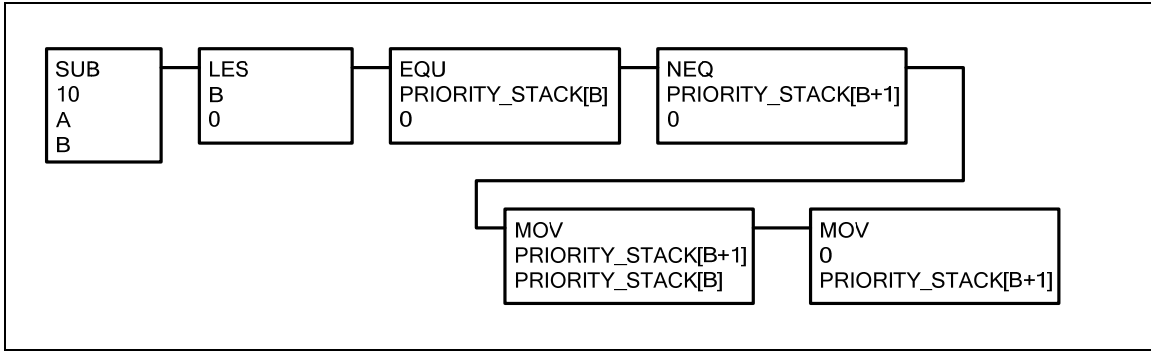 SUB
10
A
B
LES
B
0
EQU
PRIORITY_STACK[B]
0
NEQ
PRIORITY_STACK[B+1]
0
MOV
PRIORITY_STACK[B+1]
PRIORITY_STACK[B]
MOV
0
PRIORITY_STACK[B+1]